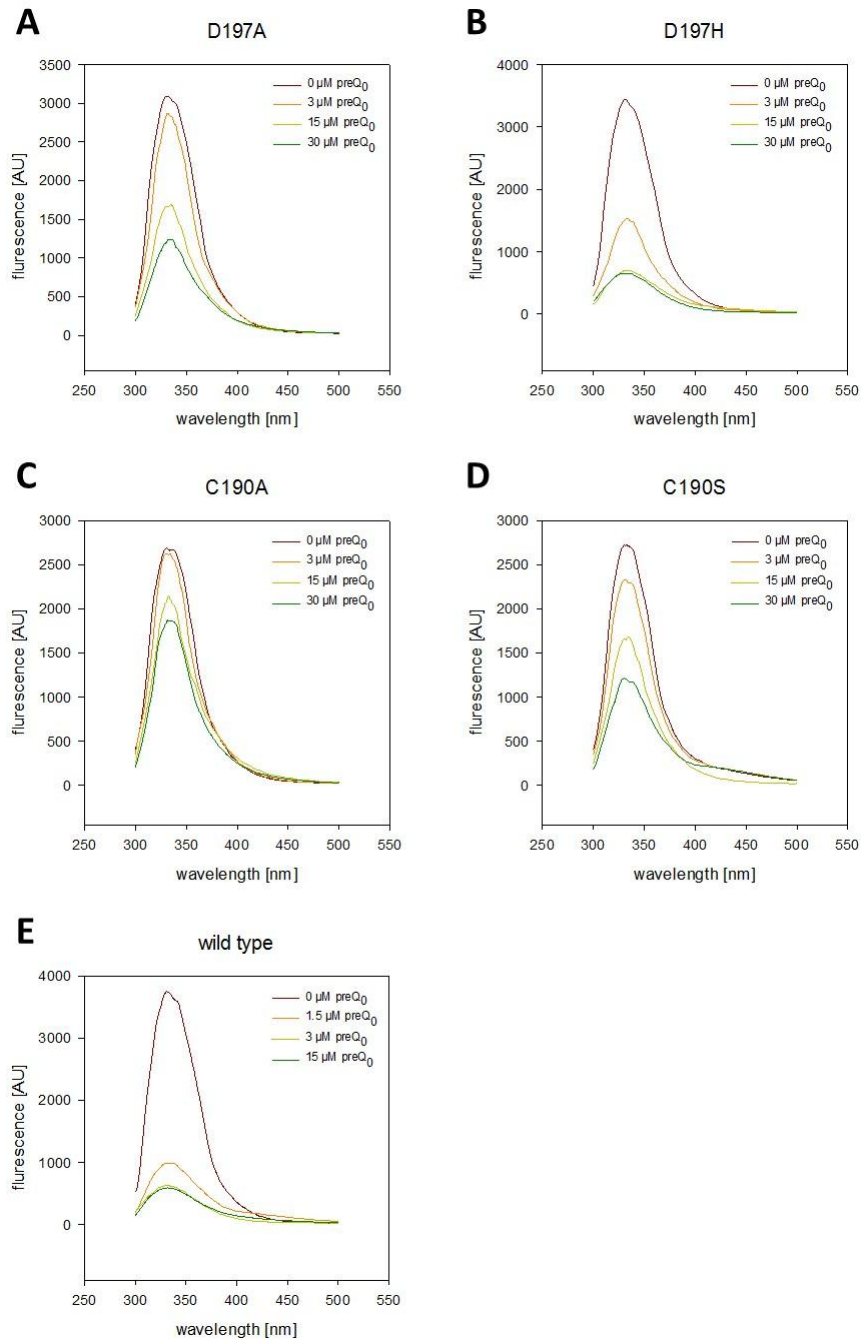 A
D197A
flurescence [AU]
3500
3000
2500
2000
1500
1000
500
0
0 µM preQ0
3 µM preQ0
15 µM preQ0
30 µM preQ0
250 300 350 400 450 500 550
wavelength [nm]
B
D197H
flurescence [AU]
4000
3000
2000
1000
0
0 µM preQ0
3 µM preQ0
15 µM preQ0
30 µM preQ0
250 300 350 400 450 500 550
wavelength [nm]
C
C190A
flurescence [AU]
3000
2500
2000
1500
1000
500
0
0 µM preQ0
3 µM preQ0
15 µM preQ0
30 µM preQ0
250 300 350 400 450 500 550
wavelength [nm]
D
C190S
flurescence [AU]
3000
2500
2000
1500
1000
500
0
0 µM preQ0
3 µM preQ0
15 µM preQ0
30 µM preQ0
250 300 350 400 450 500 550
wavelength [nm]
E
wild type
flurescence [AU]
4000
3000
2000
1000
0
0 µM preQ0
1.5 µM preQ0
3 µM preQ0
15 µM preQ0
250 300 350 400 450 500 550
wavelength [nm]